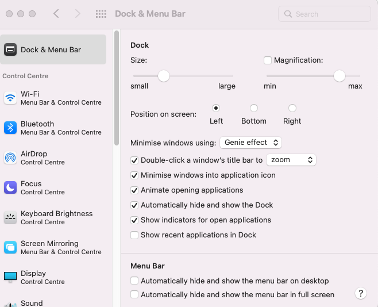 Dock & Menu Bar
Search
Dock & Menu Bar
Control Centre
Wi-Fi
Menu Bar & Control Centre
Bluetooth
Menu Bar & Control Centre
AirDrop
Control Centre
Focus
Control Centre
Keyboard Brightness
Control Centre
Screen Mirroring
Menu Bar & Control Centre
Display
Control Centre
Sound
Dock
Size:
Magnification:
small large min max
Position on screen: Left Bottom Right
Minimise windows using: Genie effect
Double-click a window's title bar to zoom
Minimise windows into application icon
Animate opening applications
Automatically hide and show the Dock
Show indicators for open applications
Show recent applications in Dock
Menu Bar
Automatically hide and show the menu bar on desktop
Automatically hide and show the menu bar in full screen
?